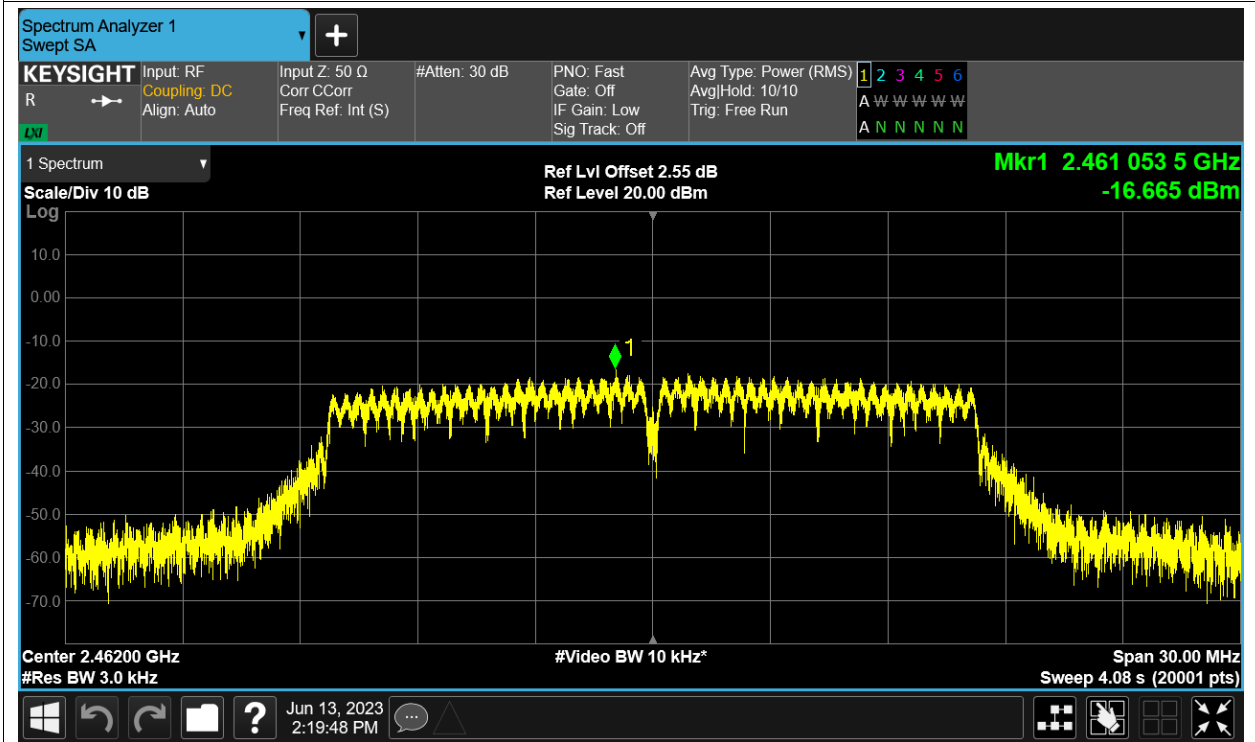 Spectrum Analyzer 1
Swept SA
+
KEYSIGHT
R
LXI
Input: RF
Coupling: DC
Align: Auto
Input Z: 50 Ω
Corr CCorr
Freq Ref: Int (S)
#Atten: 30 dB
PNO: Fast
Gate: Off
IF Gain: Low
Sig Track: Off
Avg Type: Power (RMS)
Avg|Hold: 10/10
Trig: Free Run
1 2 3 4 5 6
A W W W W W
A N N N N N
1 Spectrum
Scale/Div 10 dB
Log
Ref Lvl Offset 2.55 dB
Ref Level 20.00 dBm
Mkr1 2.461 053 5 GHz
-16.665 dBm
10.0
0.00
-10.0
1
-20.0
-30.0
-40.0
-50.0
-60.0
-70.0
Center 2.46200 GHz
#Res BW 3.0 kHz
#Video BW 10 kHz*
Span 30.00 MHz
Sweep 4.08 s (20001 pts)
?
Jun 13, 2023
2:19:48 PM